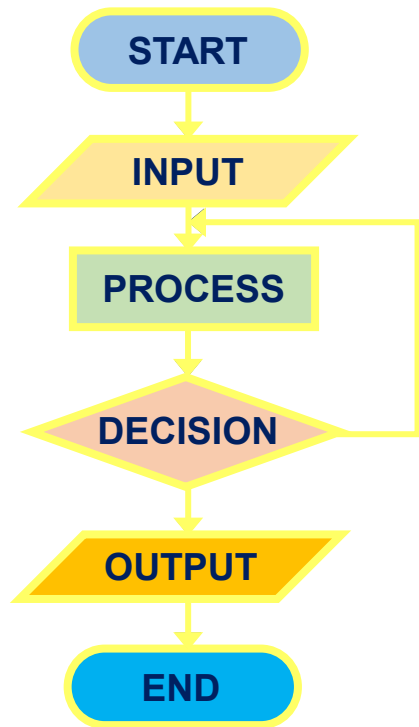 START
INPUT
PROCESS
DECISION
OUTPUT
END